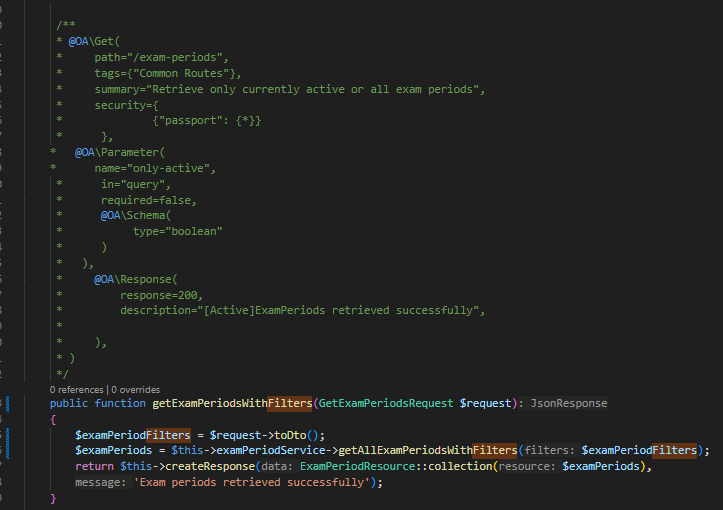 /**
* @OA\Get(
*     path="/exam-periods",
*     tags={"Common Routes"},
*     summary="Retrieve only currently active or all exam periods",
*     security={
*              {"passport": {*}}
*      },
*   @OA\Parameter(
*      name="only-active",
*      in="query",
*      required=false,
*      @OA\Schema(
*           type="boolean"
*      )
*   ),
*     @OA\Response(
*         response=200,
*         description="[Active]ExamPeriods retrieved successfully",
*
*     ),
* )
*/
0 references | 0 overrides
public function getExamPeriodsWithFilters(GetExamPeriodsRequest $request): JsonResponse
{
$examPeriodFilters = $request->toDto();
$examPeriods = $this->examPeriodService->getAllExamPeriodsWithFilters(filters: $examPeriodFilters);
return $this->createResponse(data: ExamPeriodResource::collection(resource: $examPeriods),
message: 'Exam periods retrieved successfully');
}